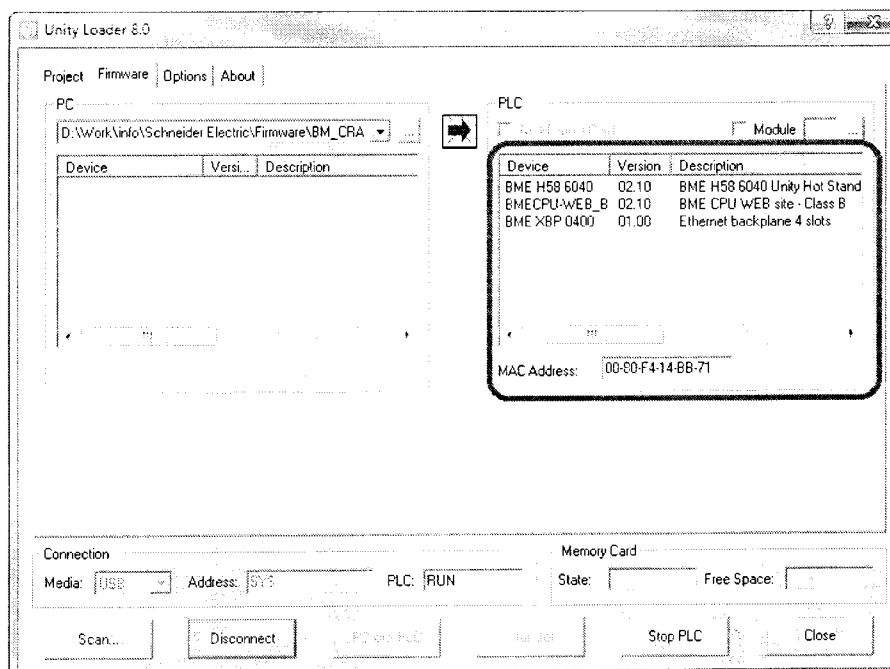 Unity Loader 8.0
Project Firmware Options About
PC
D:\Work\info\Schneider Electric\Firmware\BM_CRA ...
Device Versi... Description
PLC
Module ...
Device Version Description
BME H58 6040 02.10 BME H58 6040 Unity Hot Stand
BMECPU-WEB_B 02.10 BME CPU WEB site - Class B
BME XBP 0400 01.00 Ethernet backplane 4 slots
MAC Address: 00-80-F4-14-BB-71
Connection
Media: USB Address: SYS PLC: RUN
Memory Card
State: Free Space:
Scan... Disconnect Stop PLC Close